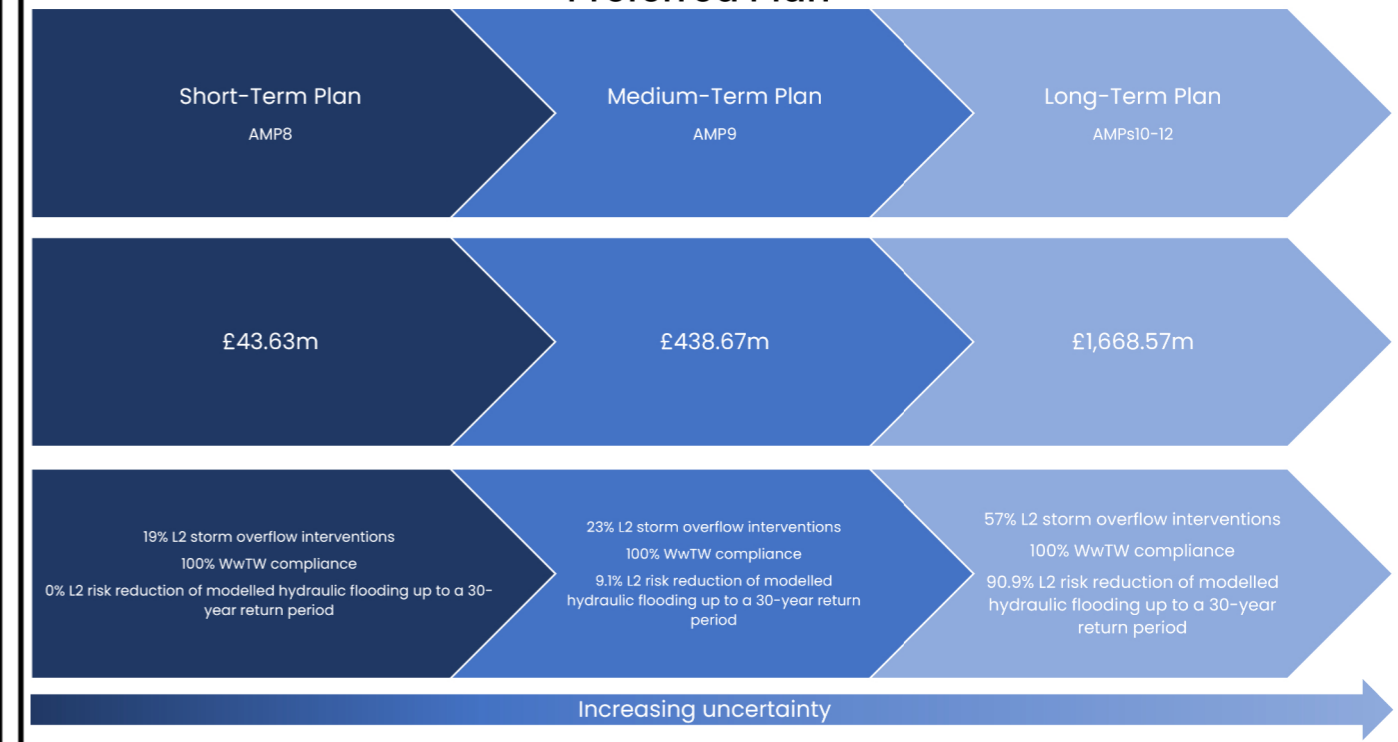 Preferred Plan
Short-Term Plan
AMP8
Medium-Term Plan
AMP9
Long-Term Plan
AMPs10-12
£43.63m
£438.67m
£1,668.57m
19% L2 storm overflow interventions
100% WwTW compliance
0% L2 risk reduction of modelled hydraulic flooding up to a 30-
year return period
23% L2 storm overflow interventions
100% WwTW compliance
9.1% L2 risk reduction of modelled
hydraulic flooding up to a 30-year return
period
57% L2 storm overflow interventions
100% WwTW compliance
90.9% L2 risk reduction of modelled
hydraulic flooding up to a 30-year
return period
Increasing uncertainty